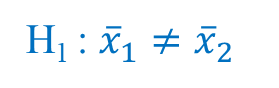 H₁ : x̄₁ ≠ x̄₂